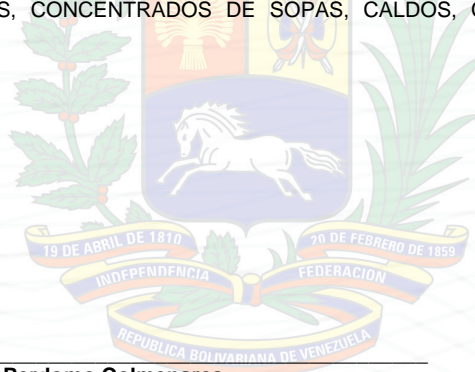 CONCENTRADOS DE SOPAS, CALDOS,
19 DE ABRIL DE 1810 20 DE FEBRERO DE 1859
INDEPENDENCIA FEDERACION
REPUBLICA BOLIVARIANA DE VENEZUELA